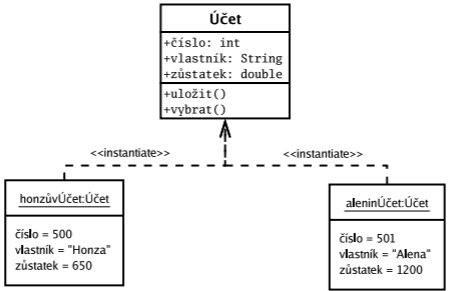 Účet
+číslo: int
+vlastník: String
+zůstatek: double
+uložit()
+vybrat()
<<instantiate>> <<instantiate>>
honzůvÚčet:Účet
číslo = 500
vlastník = "Honza"
zůstatek = 650
aleninÚčet:Účet
číslo = 501
vlastník = "Alena"
zůstatek = 1200